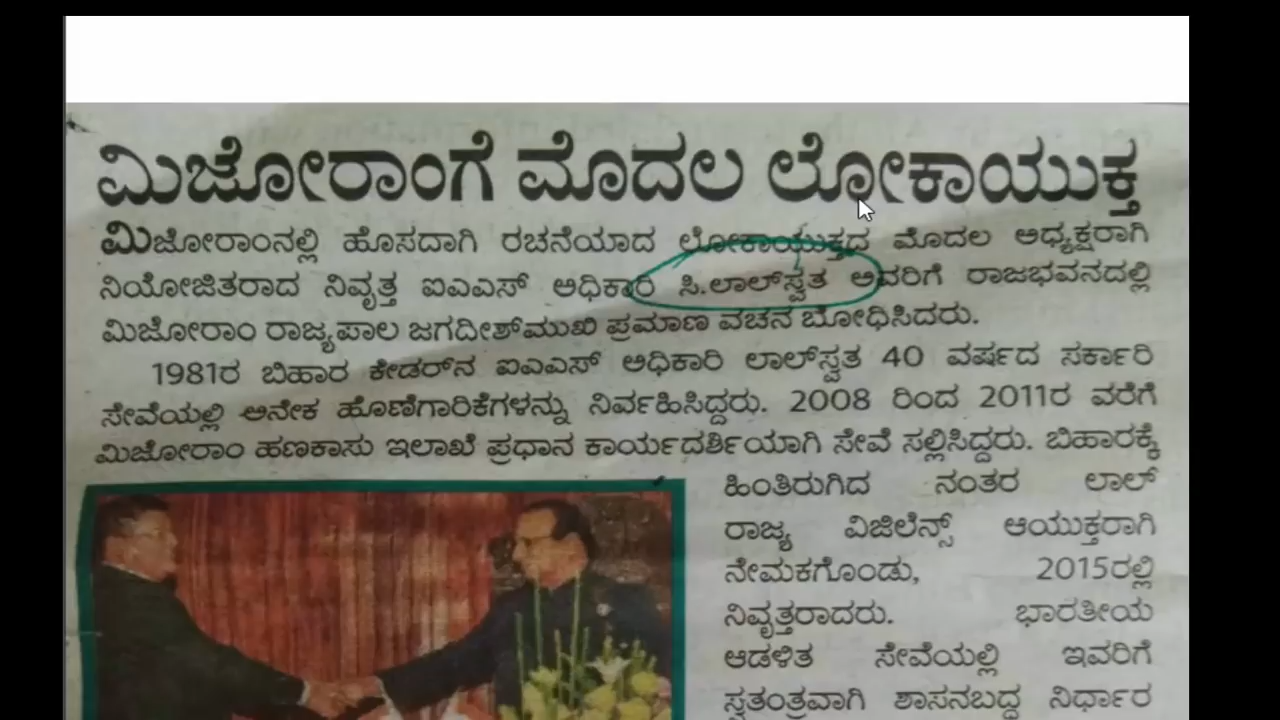 ಮಿಜೋರಾಂಗೆ ಮೊದಲ ಲೋಕಾಯುಕ್ತ
ಮಿಜೋರಾಂನಲ್ಲಿ ಹೊಸದಾಗಿ ರಚನೆಯಾದ ಲೋಕಾಯುಕ್ತದ ಮೊದಲ ಅಧ್ಯಕ್ಷರಾಗಿ
ನಿಯೋಜಿತರಾದ ನಿವೃತ್ತ ಐಎಎಸ್ ಅಧಿಕಾರಿ ಸಿ.ಲಾಲ್‌ಸ್ವತ ಅವರಿಗೆ ರಾಜಭವನದಲ್ಲಿ
ಮಿಜೋರಾಂ ರಾಜ್ಯಪಾಲ ಜಗದೀಶ್‌ಮುಖಿ ಪ್ರಮಾಣ ವಚನ ಬೋಧಿಸಿದರು.
1981ರ ಬಿಹಾರ ಕೇಡರ್‌ನ ಐಎಎಸ್ ಅಧಿಕಾರಿ ಲಾಲ್‌ಸ್ವತ 40 ವರ್ಷದ ಸರ್ಕಾರಿ
ಸೇವೆಯಲ್ಲಿ ಅನೇಕ ಹೊಣೆಗಾರಿಕೆಗಳನ್ನು ನಿರ್ವಹಿಸಿದ್ದರು. 2008 ರಿಂದ 2011ರ ವರೆಗೆ
ಮಿಜೋರಾಂ ಹಣಕಾಸು ಇಲಾಖೆ ಪ್ರಧಾನ ಕಾರ್ಯದರ್ಶಿಯಾಗಿ ಸೇವೆ ಸಲ್ಲಿಸಿದ್ದರು. ಬಿಹಾರಕ್ಕೆ
ಹಿಂತಿರುಗಿದ ನಂತರ ಲಾಲ್
ರಾಜ್ಯ ವಿಜಿಲೆನ್ಸ್ ಆಯುಕ್ತರಾಗಿ
ನೇಮಕಗೊಂಡು, 2015ರಲ್ಲಿ
ನಿವೃತ್ತರಾದರು. ಭಾರತೀಯ
ಆಡಳಿತ ಸೇವೆಯಲ್ಲಿ ಇವರಿಗೆ
ಸ್ವತಂತ್ರವಾಗಿ ಶಾಸನಬದ್ಧ ನಿರ್ಧಾರ